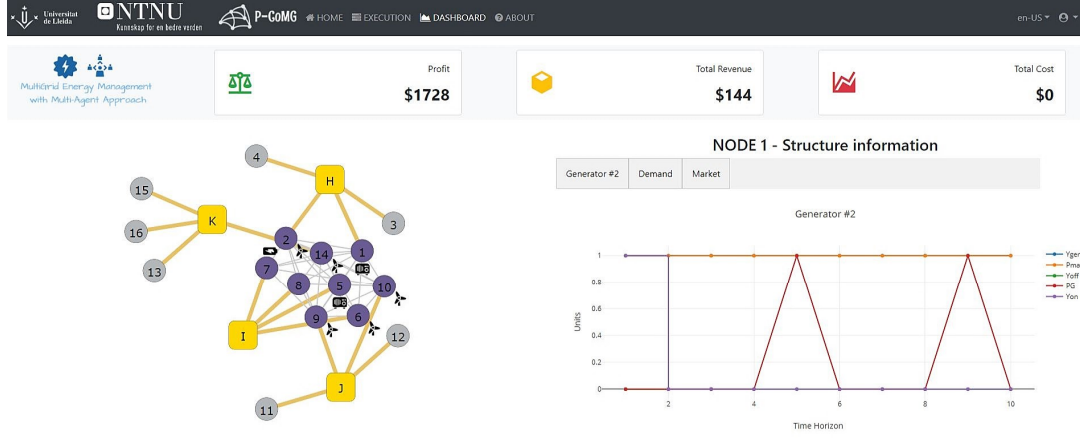 Universitat de Lleida
NTNU
Kunnskap for en bedre verden
P-GoMG
HOME
EXECUTION
DASHBOARD
ABOUT
en-US
MultiGrid Energy Management
with Multi-Agent Approach
Profit
$1728
Total Revenue
$144
Total Cost
$0
NODE 1 - Structure information
Generator #2
Demand
Market
4
H
15
3
K
16
2
14
1
13
7
8
5
10
9
6
I
12
J
11
Generator #2
Units
1
0.8
0.6
0.4
0.2
0
2
4
6
8
10
Time Horizon
Yger
Pma
Yoff
PG
Yon